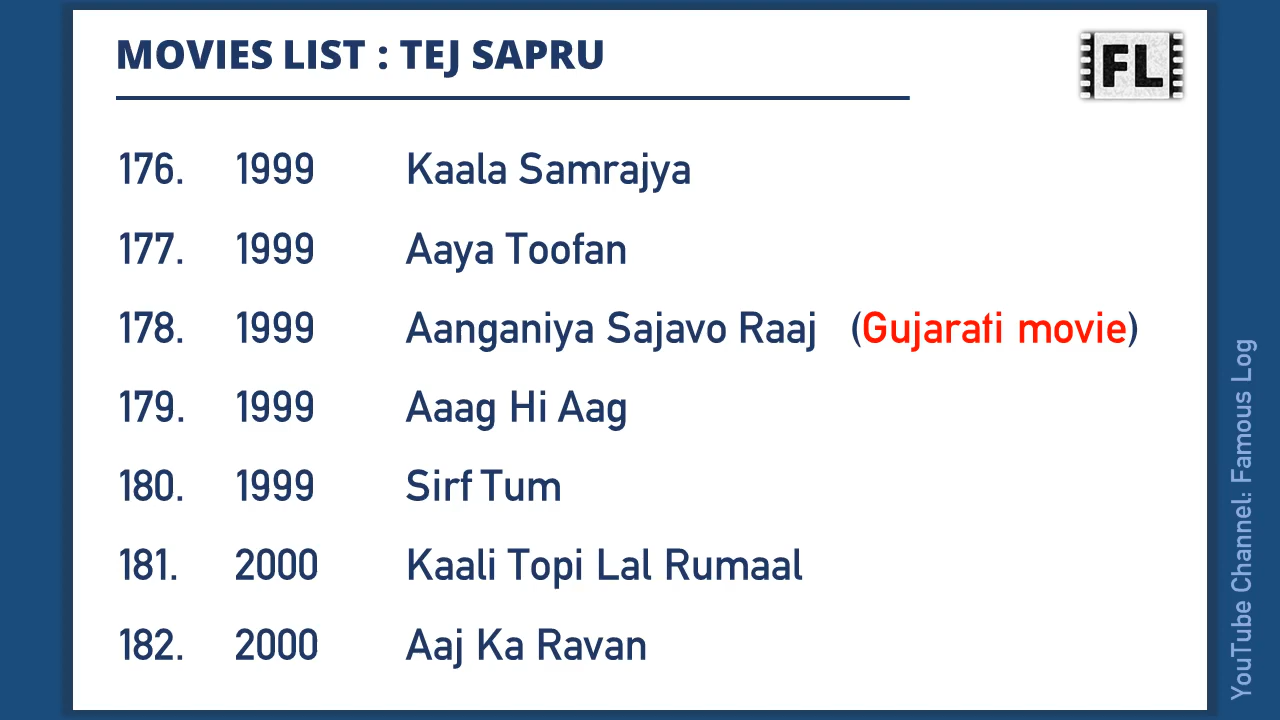 MOVIES LIST : TEJ SAPRU
FL
176. 1999 Kaala Samrajya
177. 1999 Aaya Toofan
178. 1999 Aanganiya Sajavo Raaj (Gujarati movie)
179. 1999 Aaag Hi Aag
180. 1999 Sirf Tum
181. 2000 Kaali Topi Lal Rumaal
182. 2000 Aaj Ka Ravan
YouTube Channel: Famous Log